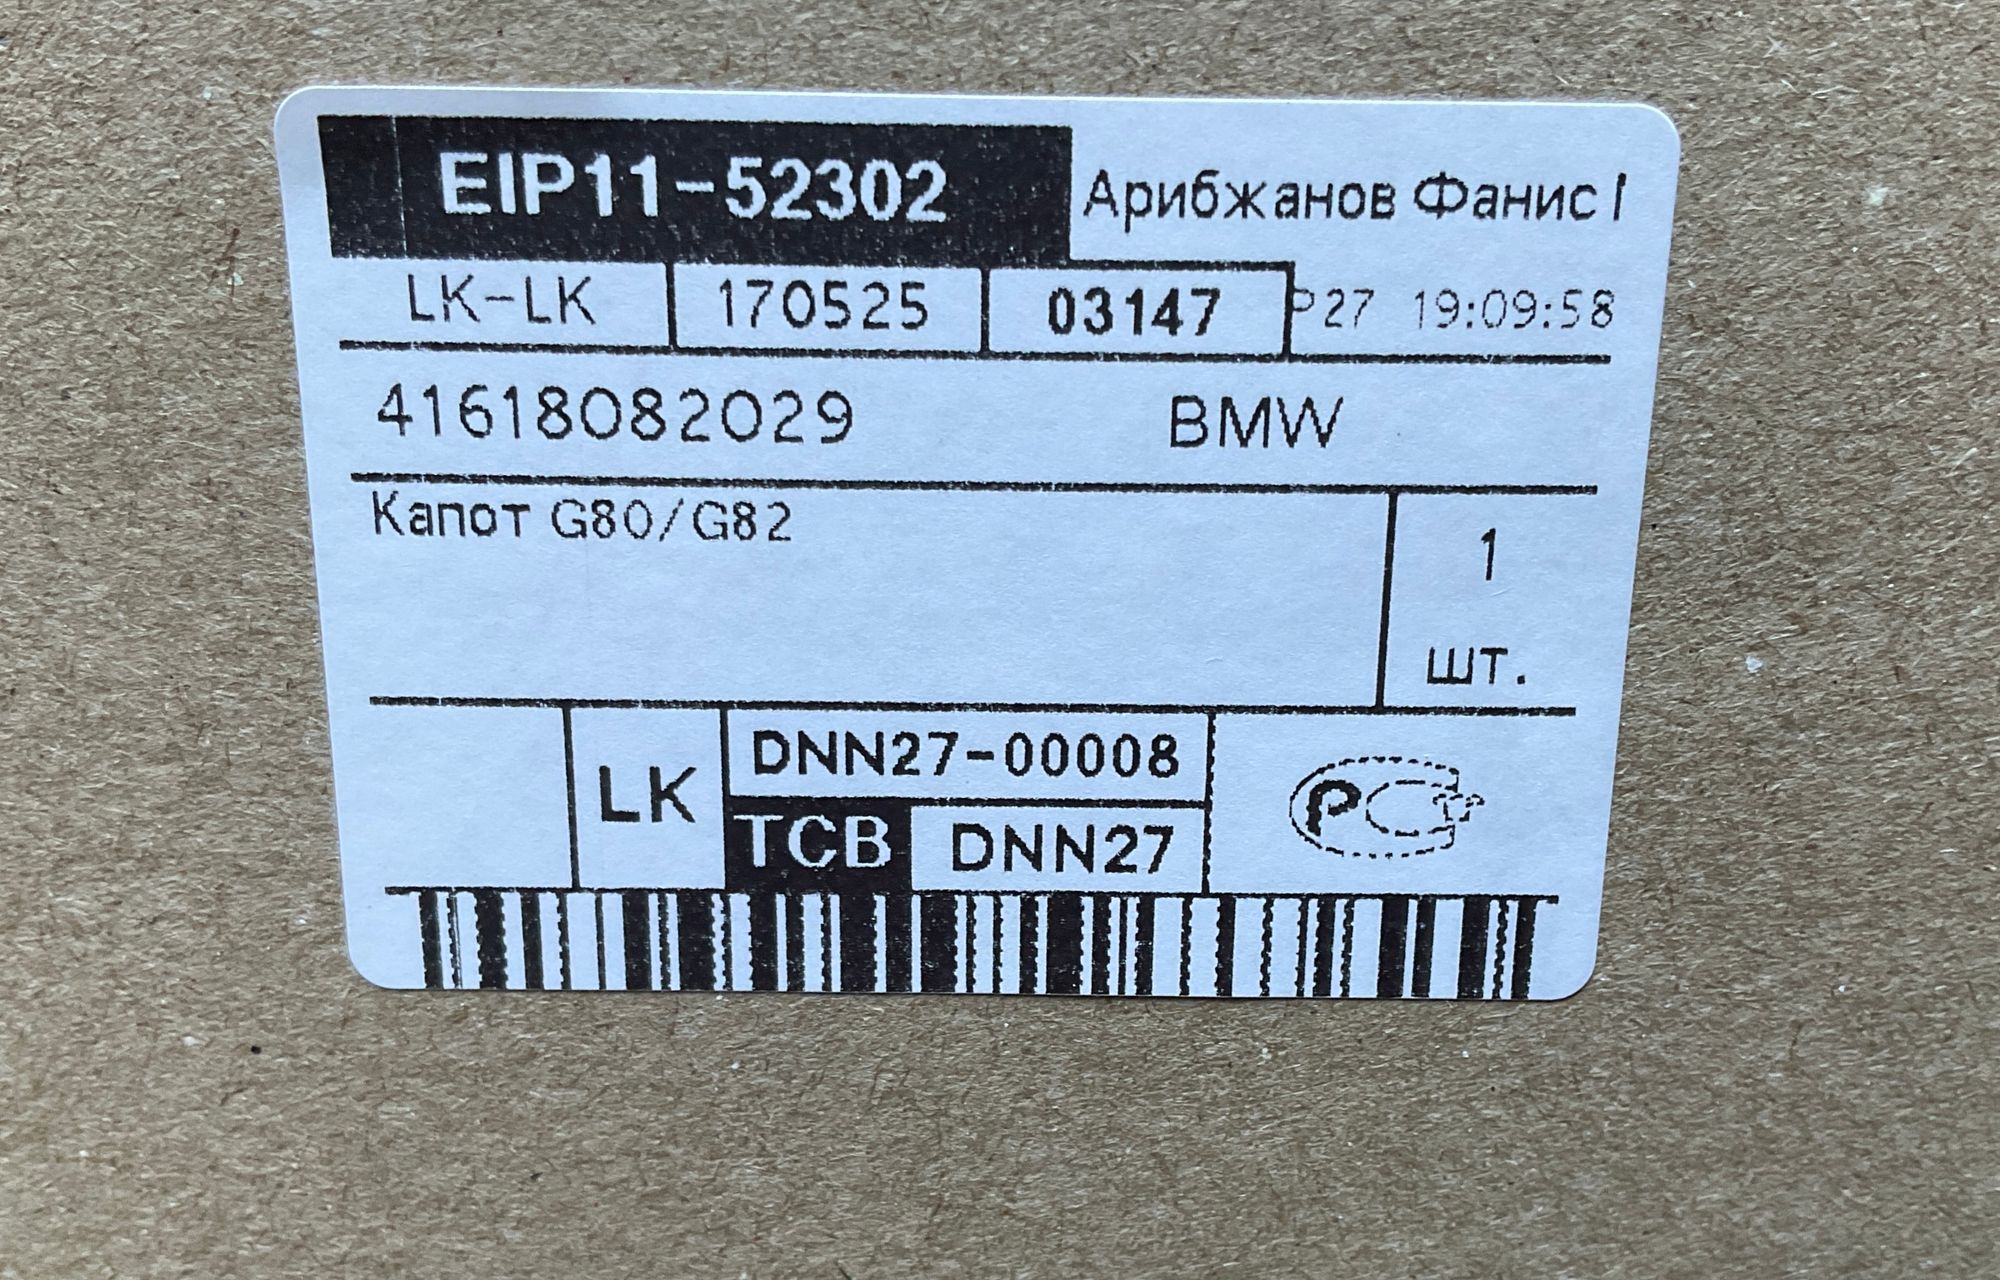 EIP11-52302
Арибжанов Фанис
LK-LK 170525 03147 P27 19:09:58
41618082029 BMW
Капот G80/G82
1
шт.
LK
DNN27-00008
TCB DNN27